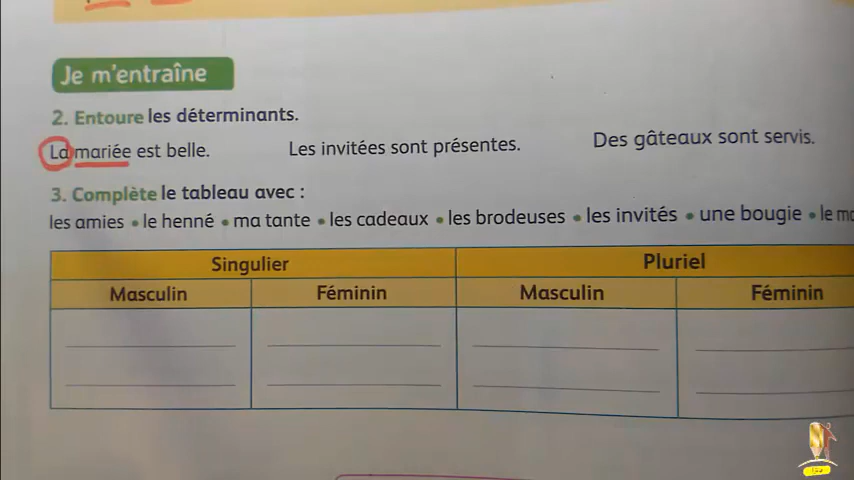 Je m'entraîne
2. Entoure les déterminants.
La mariée est belle. Les invitées sont présentes. Des gâteaux sont servis.
3. Complète le tableau avec :
les amies • le henné • ma tante • les cadeaux • les brodeuses • les invités • une bougie • le
Singulier Pluriel
Masculin Féminin Masculin Féminin